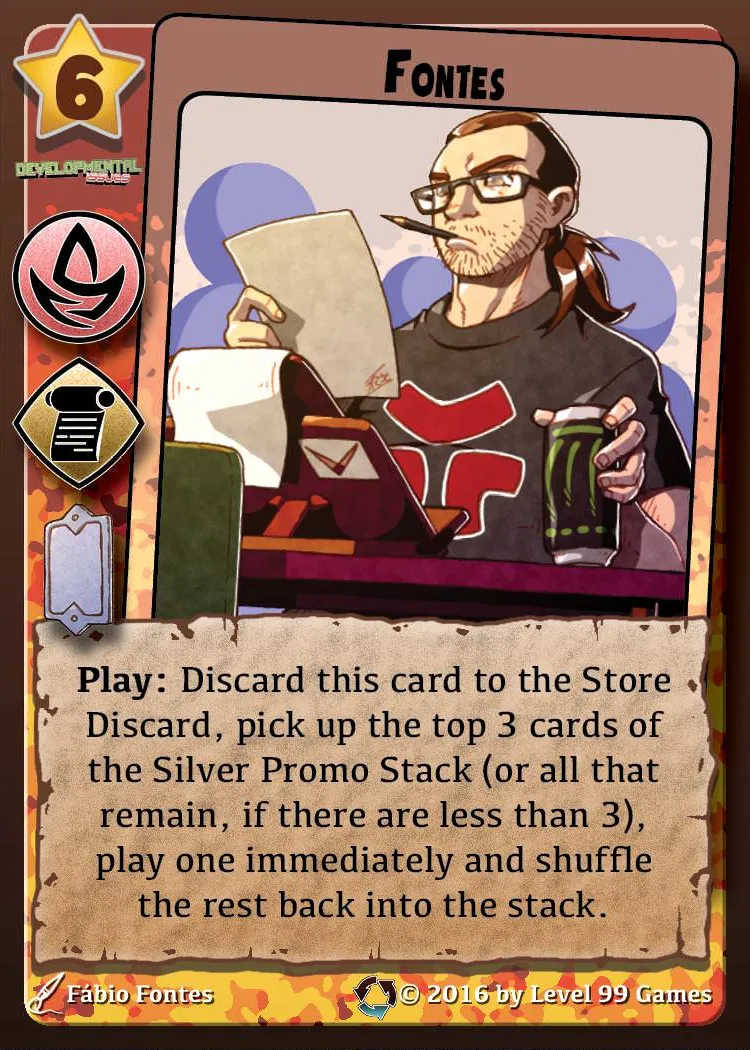 6
FONTES
DEVELOPMENTAL
ISSUES
Play: Discard this card to the Store
Discard, pick up the top 3 cards of
the Silver Promo Stack (or all that
remain, if there are less than 3),
play one immediately and shuffle
the rest back into the stack.
Fábio Fontes
© 2016 by Level 99 Games